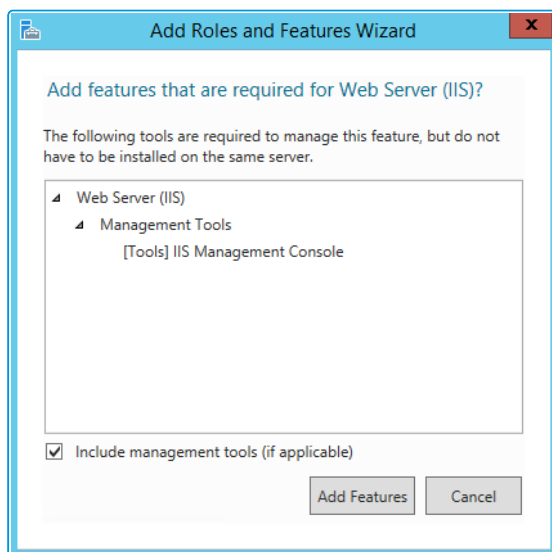 Add Roles and Features Wizard
x
Add features that are required for Web Server (IIS)?
The following tools are required to manage this feature, but do not
have to be installed on the same server.
Web Server (IIS)
Management Tools
[Tools] IIS Management Console
Include management tools (if applicable)
Add Features
Cancel